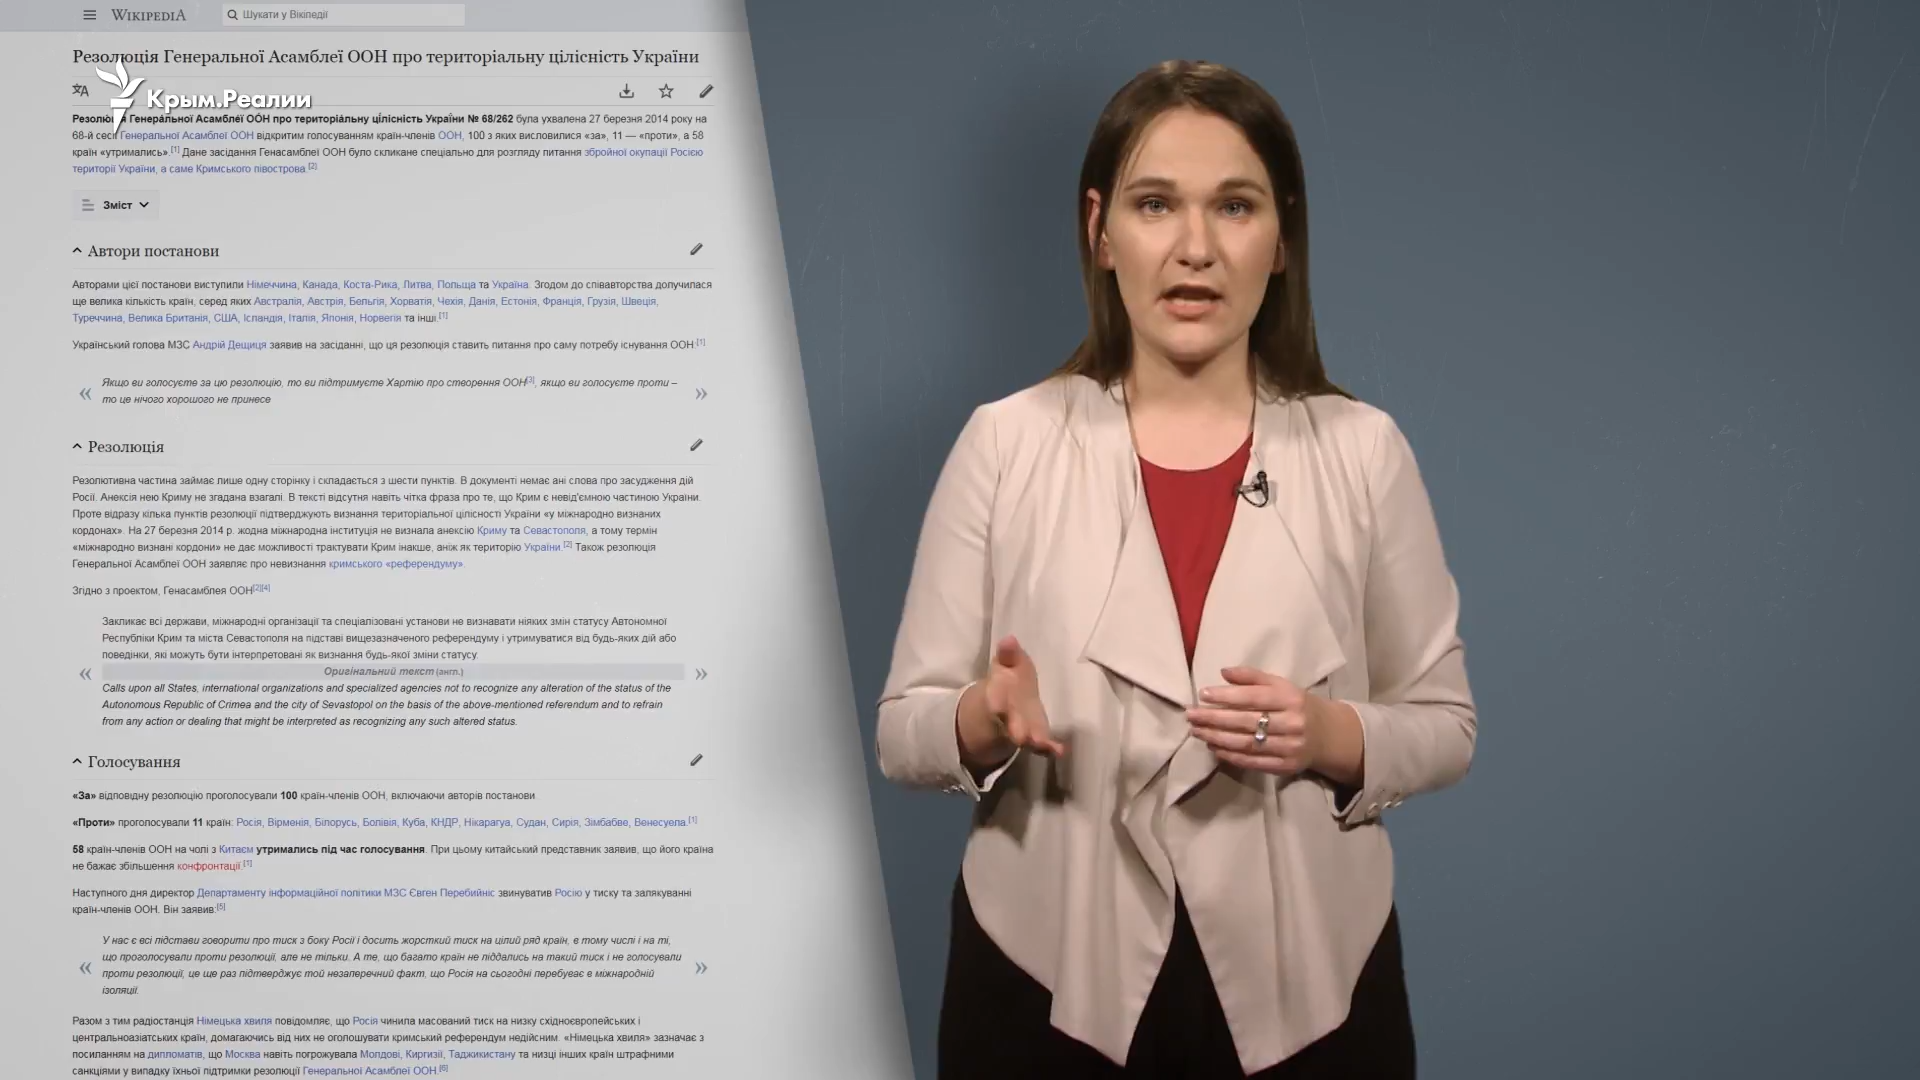 WIKIPEDIA
Шукати у Вікіпедії
Резолюція Генеральної Асамблеї ООН про територіальну цілісність України
Крым.Реалии
Резолюція Генера́льної Асамбле́ї ОО́Н про територіа́льну ці́лісність Украї́ни № 68/262 була ухвалена 27 березня 2014 року на
68-й сесії Генеральної Асамблеї ООН відкритим голосуванням країн-членів ООН, 100 з яких висловилися «за», 11 — «проти», а 58
країн «утримались».[1] Дане засідання Генасамблеї ООН було скликане спеціально для розгляду питання збройної окупації Росією
території України, а саме Кримського півострова.[2]
Зміст
Автори постанови
Авторами цієї постанови виступили Німеччина, Канада, Коста-Рика, Литва, Польща та Україна. Згодом до співавторства долучилася
ще велика кількість країн, серед яких Австралія, Австрія, Бельгія, Хорватія, Чехія, Данія, Естонія, Франція, Грузія, Швеція,
Туреччина, Велика Британія, США, Ісландія, Італія, Японія, Норвегія та інші.[1]
Український голова МЗС Андрій Дещиця заявив на засіданні, що ця резолюція ставить питання про саму потребу існування ООН:[1]
« Якщо ви голосуєте за цю резолюцію, то ви підтримуєте Хартію про створення ООН[3], якщо ви голосуєте проти – »
то це нічого хорошого не принесе
Резолюція
Резолютивна частина займає лише одну сторінку і складається з шести пунктів. В документі немає ані слова про засудження дій
Росії. Анексія нею Криму не згадана взагалі. В тексті відсутня навіть чітка фраза про те, що Крим є невід'ємною частиною України.
Проте відразу кілька пунктів резолюції підтверджують визнання територіальної цілісності України «у міжнародно визнаних
кордонах». На 27 березня 2014 р. жодна міжнародна інституція не визнала анексію Криму та Севастополя, а тому термін
«міжнародно визнані кордони» не дає можливості трактувати Крим інакше, аніж як територію України.[2] Також резолюція
Генеральної Асамблеї ООН заявляє про невизнання кримського «референдуму».
Згідно з проектом, Генасамблея ООН[2][4]
Закликає всі держави, міжнародні організації та спеціалізовані установи не визнавати ніяких змін статусу Автономної
Республіки Крим та міста Севастополя на підставі вищезазначеного референдуму і утримуватися від будь-яких дій або
поведінки, які можуть бути інтерпретовані як визнання будь-якої зміни статусу.
« Оригінальний текст (англ.) »
Calls upon all States, international organizations and specialized agencies not to recognize any alteration of the status of the
Autonomous Republic of Crimea and the city of Sevastopol on the basis of the above-mentioned referendum and to refrain
from any action or dealing that might be interpreted as recognizing any such altered status.
Голосування
«За» відповідну резолюцію проголосували 100 країн-членів ООН, включаючи авторів постанови.
«Проти» проголосували 11 країн: Росія, Вірменія, Білорусь, Болівія, Куба, КНДР, Нікарагуа, Судан, Сирія, Зімбабве, Венесуела.[1]
58 країн-членів ООН на чолі з Китаєм утримались під час голосування. При цьому китайський представник заявив, що його країна
не бажає збільшення конфронтації.[1]
Наступного дня директор Департаменту інформаційної політики МЗС Євген Перебийніс звинуватив Росію у тиску та залякуванні
країн-членів ООН. Він заявив:[5]
У нас є всі підстави говорити про тиск з боку Росії і досить жорсткий тиск на цілий ряд країн, в тому числі і на ті,
що проголосували проти резолюції, але не тільки. А те, що багато країн не піддались на такий тиск і не голосували
« проти резолюції, це ще раз підтверджує той незаперечний факт, що Росія на сьогодні перебуває в міжнародній »
ізоляції.
Разом з тим радіостанція Німецька хвиля повідомляє, що Росія чинила масований тиск на низку східноєвропейських і
центральноазіатських країн, домагаючись від них не оголошувати кримський референдум недійсним. «Німецька хвиля» зазначає з
посиланням на дипломатів, що Москва навіть погрожувала Молдові, Киргизії, Таджикистану та низці інших країн штрафними
санкціями у випадку їхньої підтримки резолюції Генеральної Асамблеї ООН.[6]